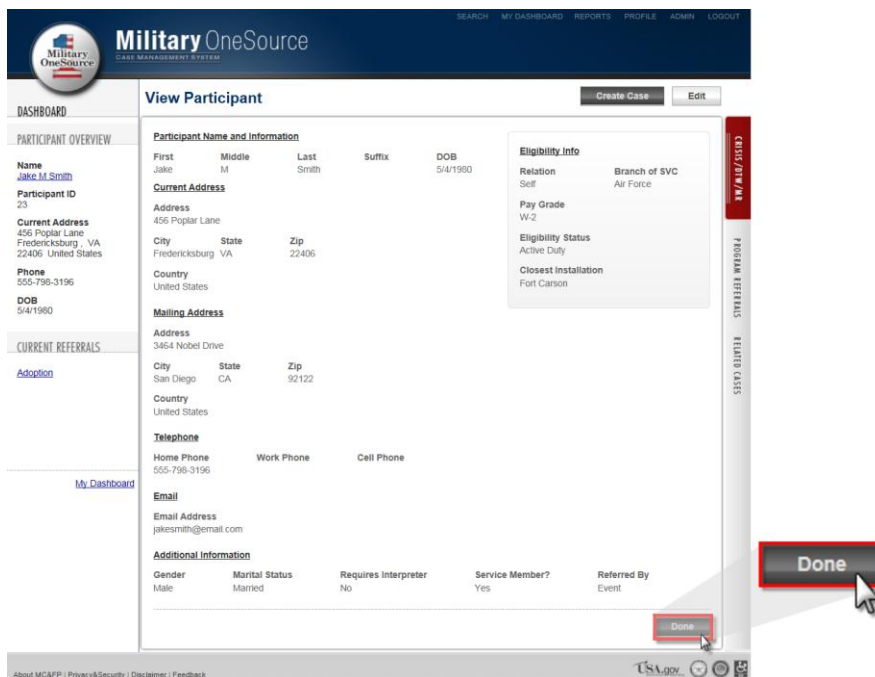 SEARCH MY DASHBOARD REPORTS PROFILE ADMIN LOGOUT
Military OneSource
Military OneSource
CASE MANAGEMENT SYSTEM
DASHBOARD
PARTICIPANT OVERVIEW
Name
Jake M Smith
Participant ID
23
Current Address
456 Poplar Lane
Fredericksburg , VA
22406 United States
Phone
555-798-3196
DOB
5/4/1980
CURRENT REFERRALS
Adoption
My Dashboard
View Participant
Create Case Edit
Participant Name and Information
First Middle Last Suffix DOB
Jake M Smith 5/4/1980
Current Address
Address
456 Poplar Lane
City State Zip
Fredericksburg VA 22406
Country
United States
Mailing Address
Address
3464 Nobel Drive
City State Zip
San Diego CA 92122
Country
United States
Telephone
Home Phone Work Phone Cell Phone
555-798-3196
Email
Email Address
jakesmith@email.com
Additional Information
Gender Marital Status Requires Interpreter Service Member? Referred By
Male Married No Yes Event
Eligibility Info
Relation Branch of SVC
Self Air Force
Pay Grade
W-2
Eligibility Status
Active Duty
Closest Installation
Fort Carson
CRISIS/DTW/MR
PROGRAM REFERRALS
RELATED CASES
Done
Done
About MC&FP | Privacy&Security | Disclaimer | Feedback
USA.gov